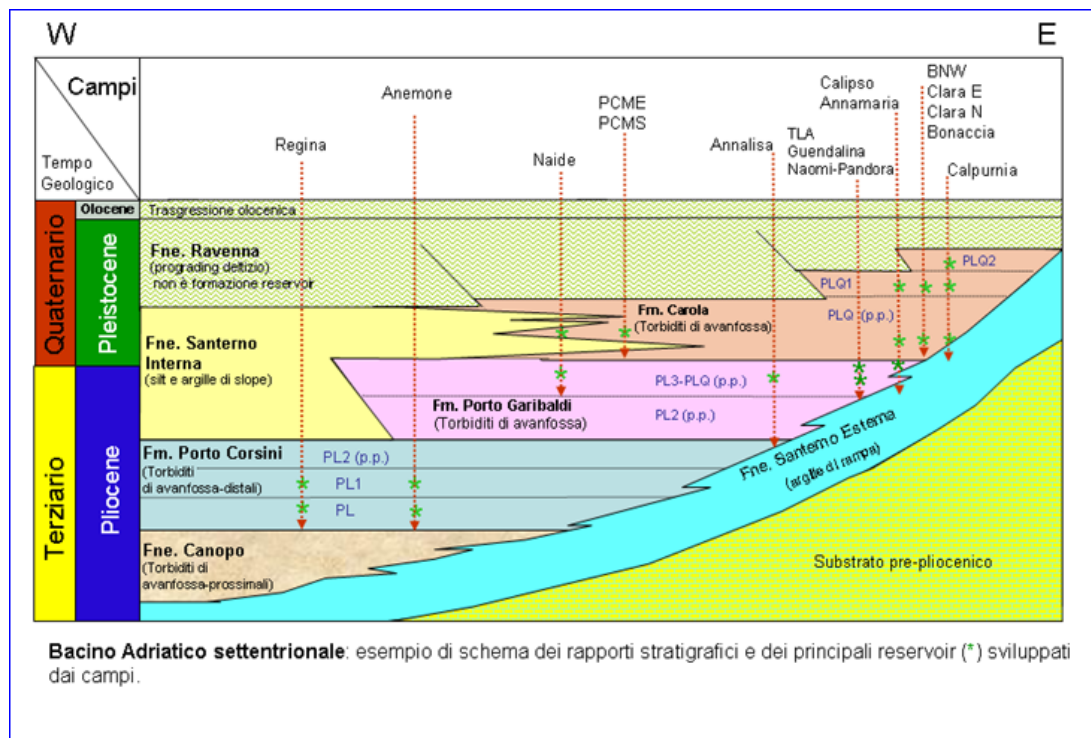 W
E
Campi
Tempo
Geologico
Regina
Anemone
Naide
PCME
PCMS
Annalisa
TLA
Guendalina
Naomi-Pandora
Calipso
Annamaria
BNW
Clara E
Clara N
Bonaccia
Calpurnia
Quaternario
Terziario
Olocene
Pleistocene
Pliocene
Trasgressione olocenica
Fne. Ravenna
(prograding deltizio)
non è formazione reservoir
PLQ2
PLQ1
PLQ (p.p.)
Fm. Carola
(Torbiditi di avanfossa)
Fne. Santerno
Interna
(silt e argille di slope)
PL3-PLQ (p.p.)
Fm. Porto Garibaldi
(Torbiditi di avanfossa)
PL2 (p.p.)
Fm. Porto Corsini
(Torbiditi
di avanfossa-distali)
PL2 (p.p.)
PL1
PL
Fne. Santerno Esterna
(argille di rampa)
Fne. Canopo
(Torbiditi di
avanfossa-prossimali)
Substrato pre-pliocenico
Bacino Adriatico settentrionale: esempio di schema dei rapporti stratigrafici e dei principali reservoir (*) sviluppati
dai campi.